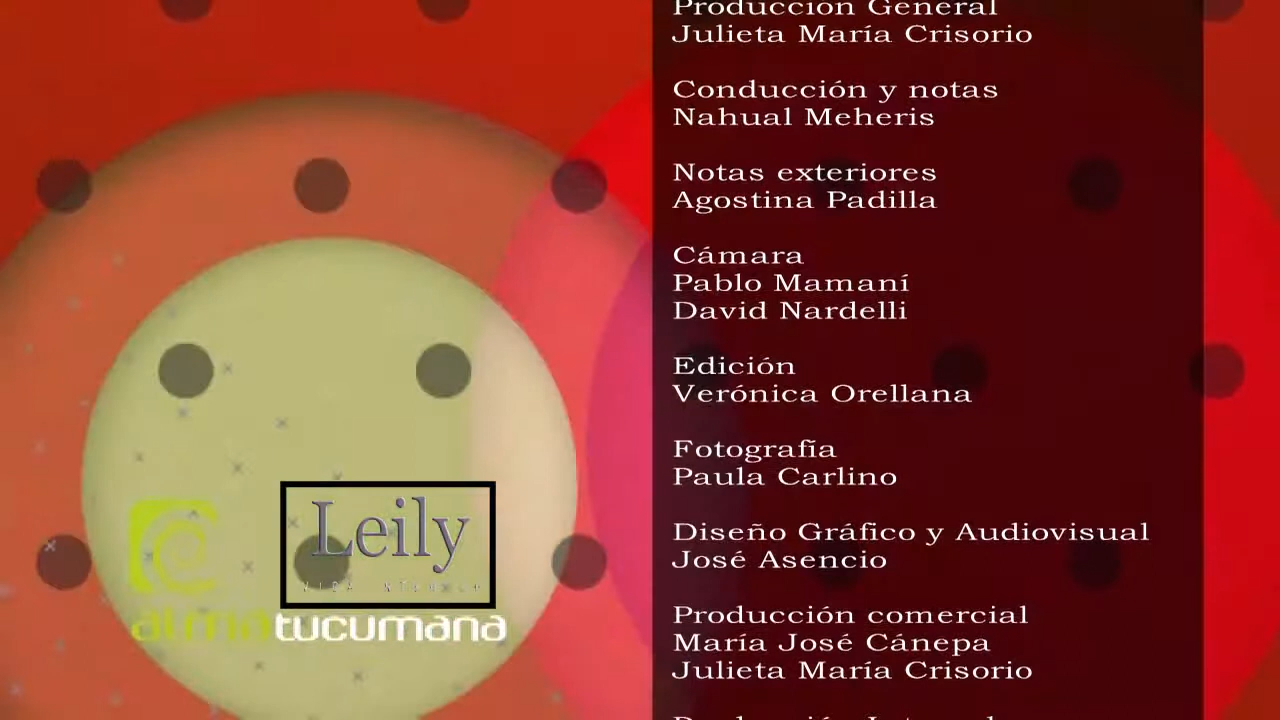 Producción General
Julieta María Crisorio
Conducción y notas
Nahual Meheris
Notas exteriores
Agostina Padilla
Cámara
Pablo Mamaní
David Nardelli
Edición
Verónica Orellana
Fotografía
Paula Carlino
Diseño Gráfico y Audiovisual
José Asencio
Producción comercial
María José Cánepa
Julieta María Crisorio
Leily
almatucumana